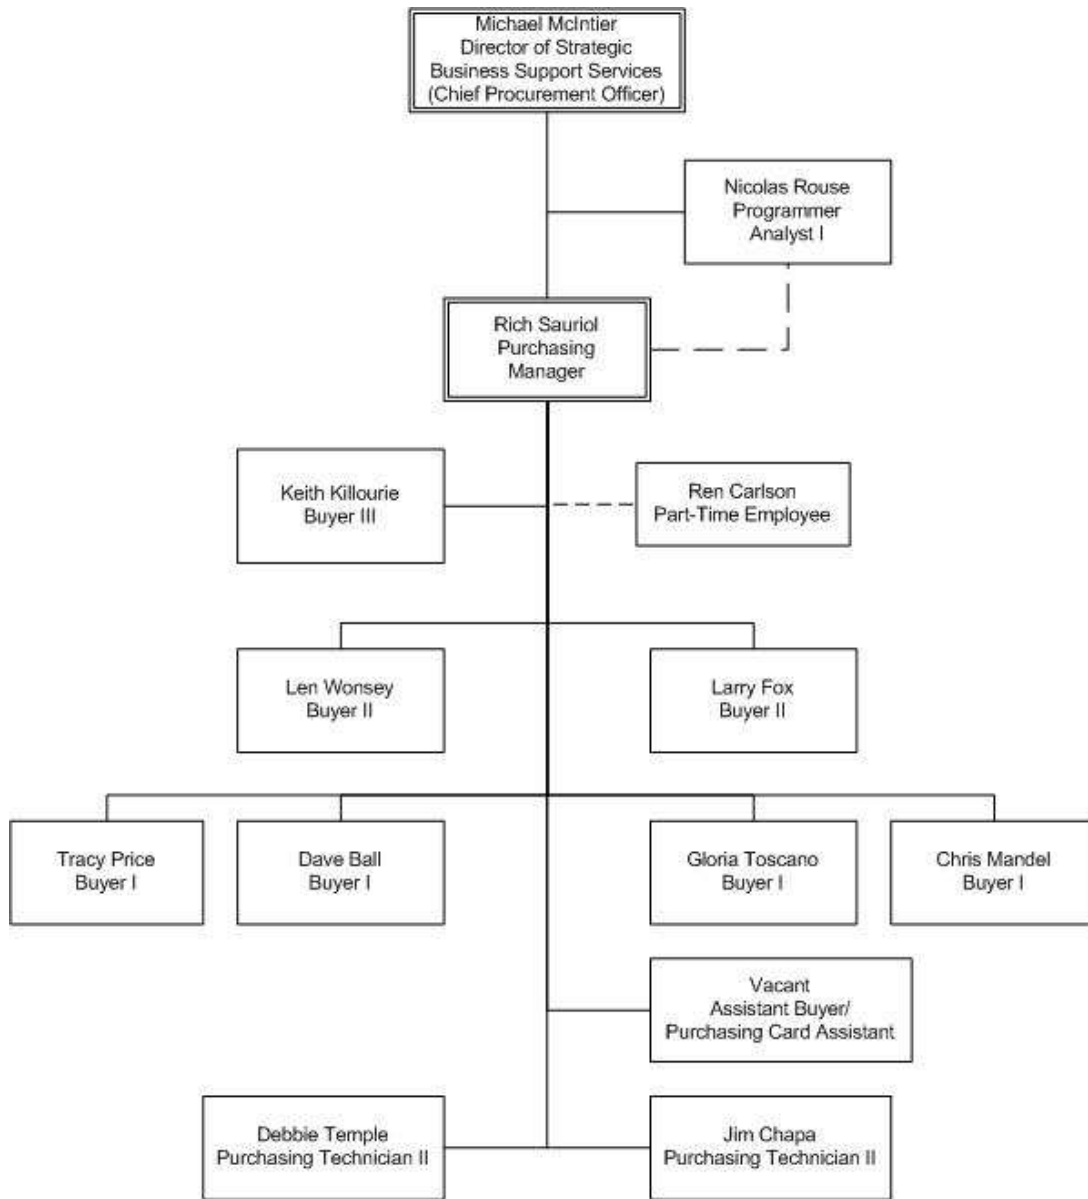 Michael McIntier
Director of Strategic
Business Support Services
(Chief Procurement Officer)
Nicolas Rouse
Programmer
Analyst I
Rich Sauriol
Purchasing
Manager
Keith Killourie
Buyer III
Ren Carlson
Part-Time Employee
Len Wonsey
Buyer II
Larry Fox
Buyer II
Tracy Price
Buyer I
Dave Ball
Buyer I
Gloria Toscano
Buyer I
Chris Mandel
Buyer I
Vacant
Assistant Buyer/
Purchasing Card Assistant
Debbie Temple
Purchasing Technician II
Jim Chapa
Purchasing Technician II